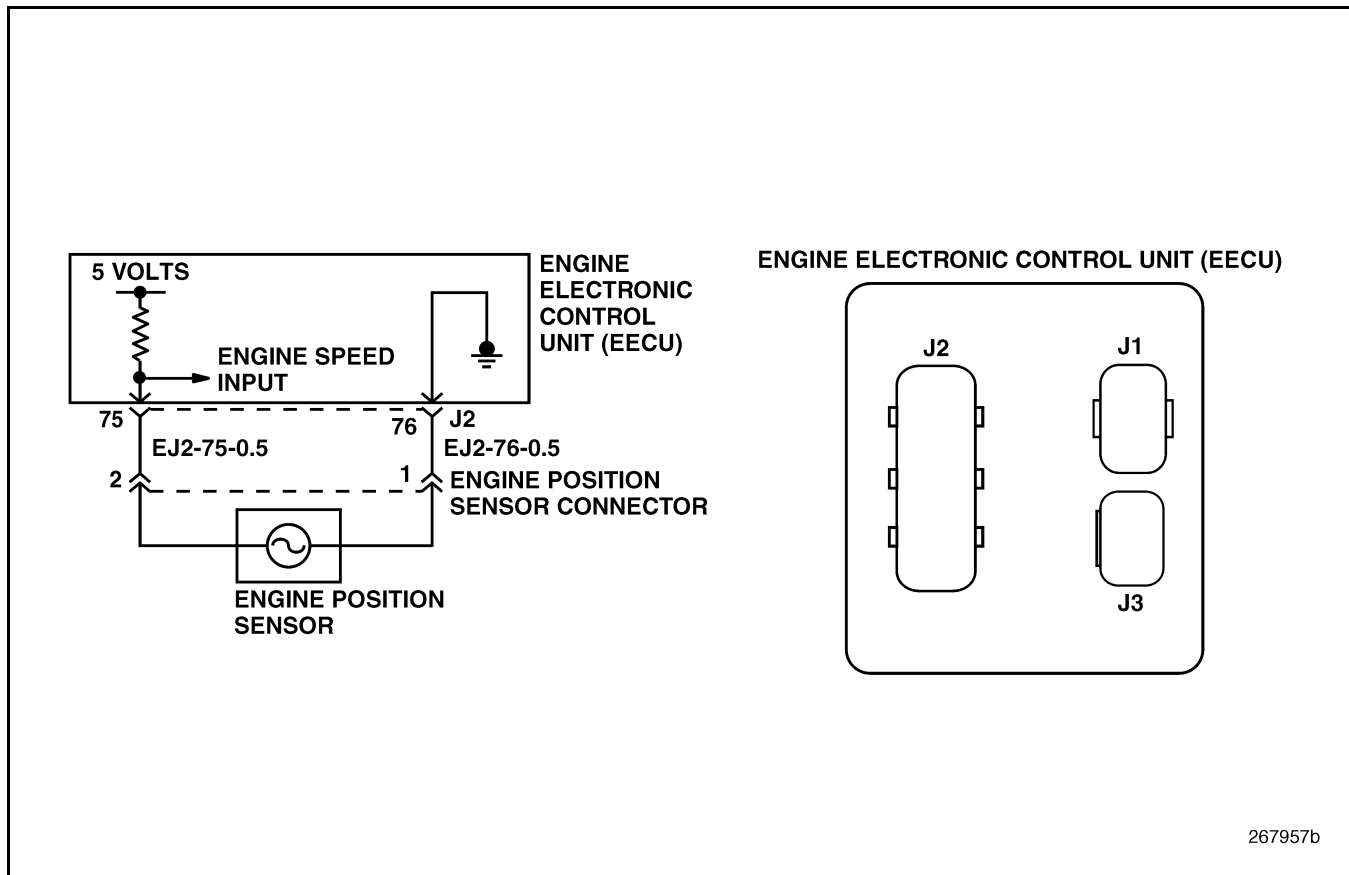 5 VOLTS
ENGINE SPEED
INPUT
ENGINE
ELECTRONIC
CONTROL
UNIT (EECU)
75
76
J2
EJ2-75-0.5
EJ2-76-0.5
2
1
ENGINE POSITION
SENSOR CONNECTOR
ENGINE POSITION
SENSOR
ENGINE ELECTRONIC CONTROL UNIT (EECU)
J2
J1
J3
267957b